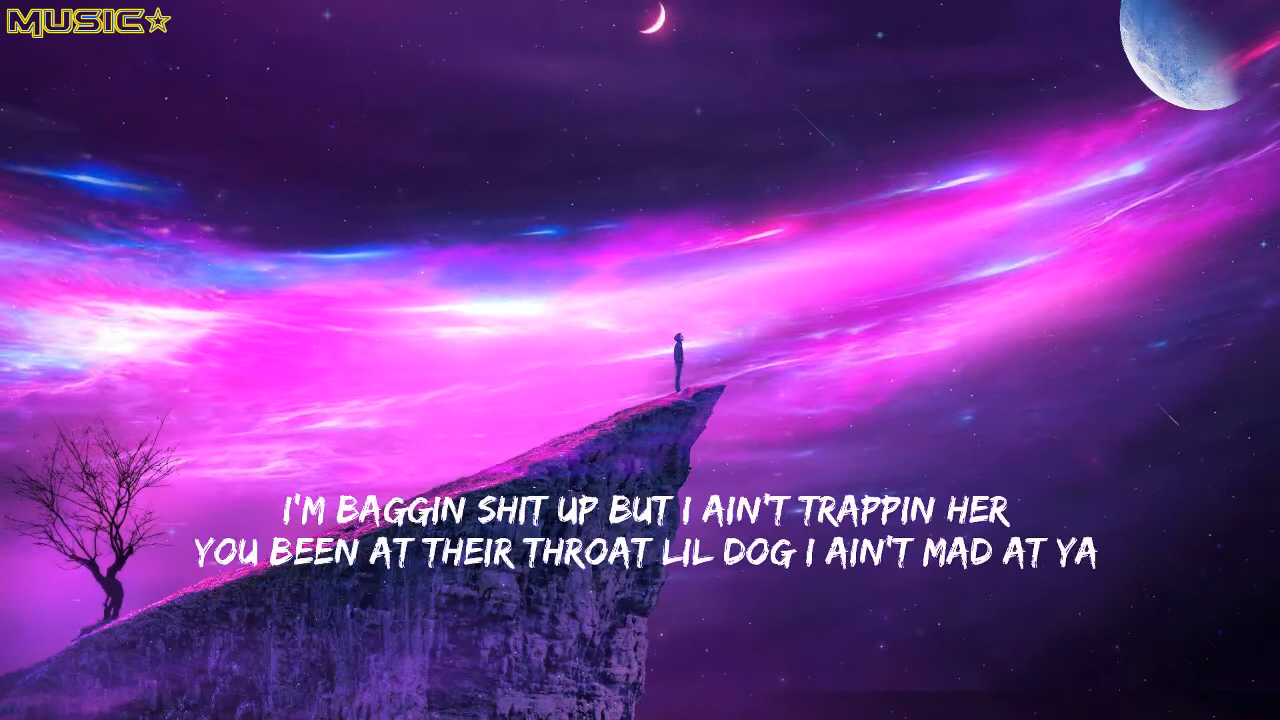 MUSIC☆
I'M BAGGIN SHIT UP BUT I AIN'T TRAPPIN HER
YOU BEEN AT THEIR THROAT LIL DOG I AIN'T MAD AT YA